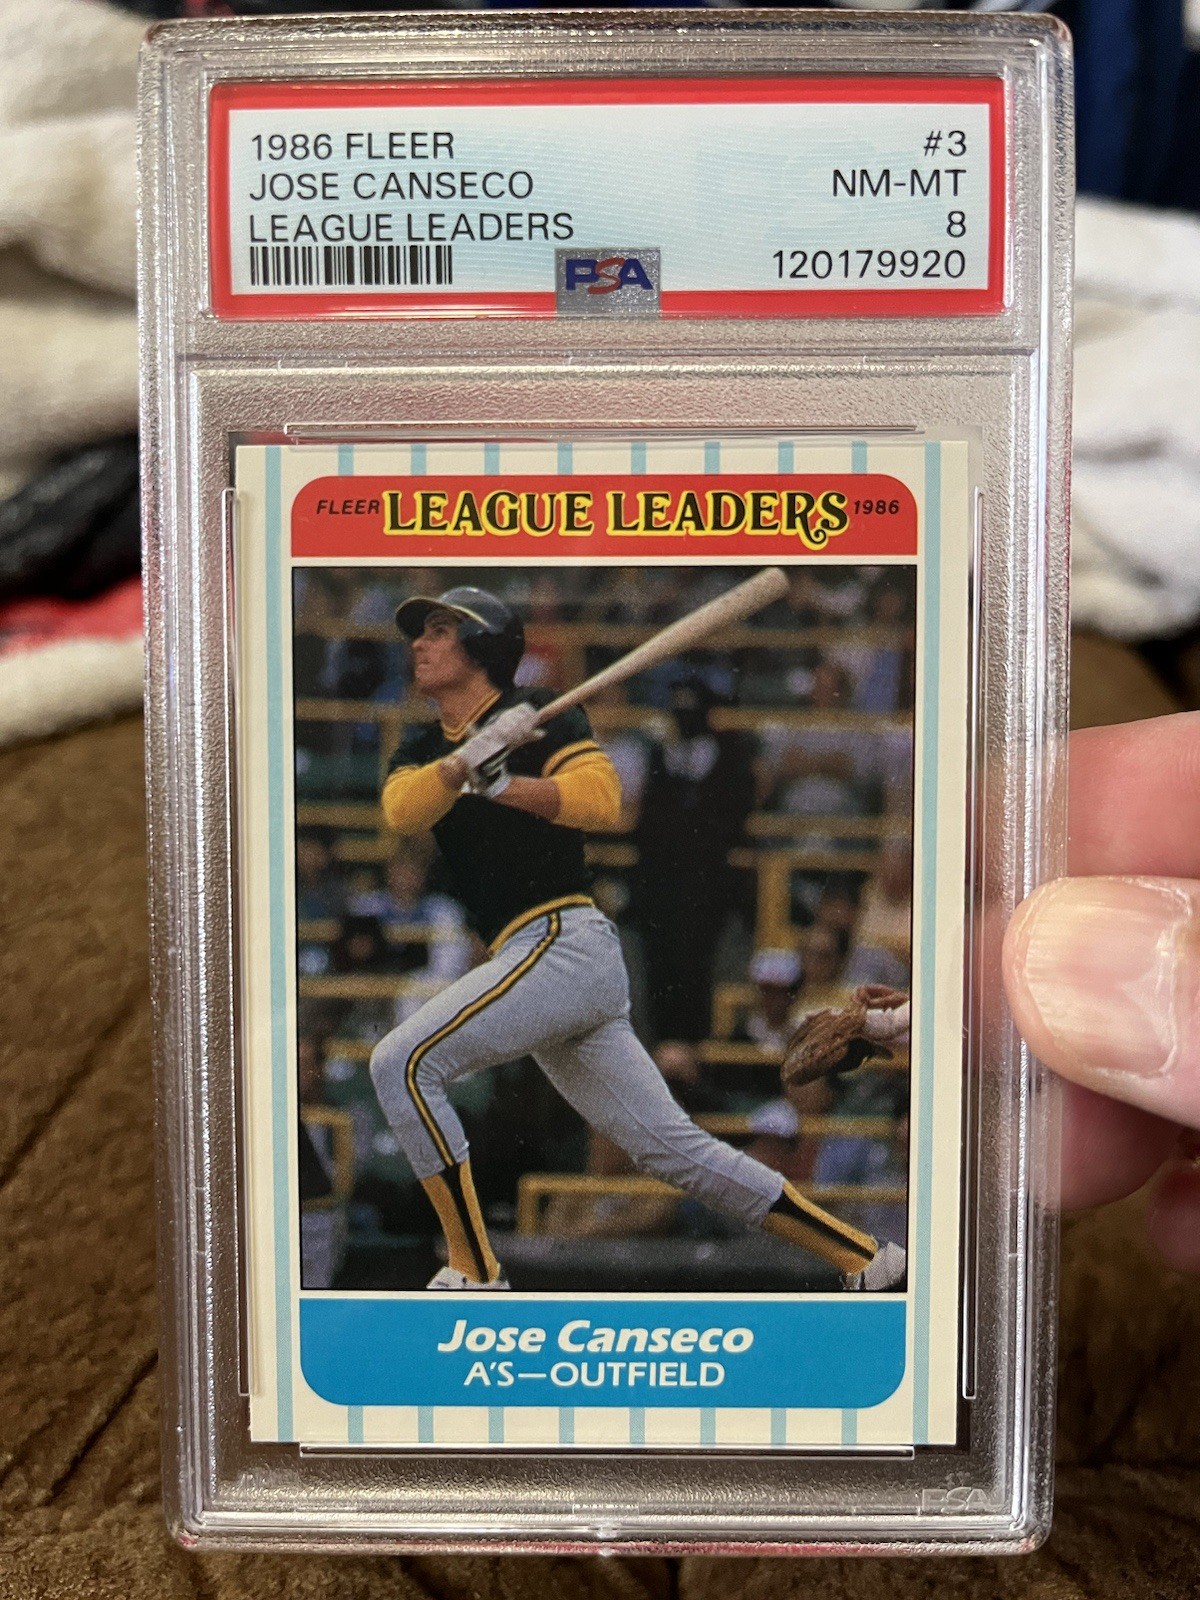 1986 FLEER #3
JOSE CANSECO NM-MT
LEAGUE LEADERS 8
PSA 120179920
FLEER LEAGUE LEADERS 1986
Jose Canseco
A'S—OUTFIELD
PSA